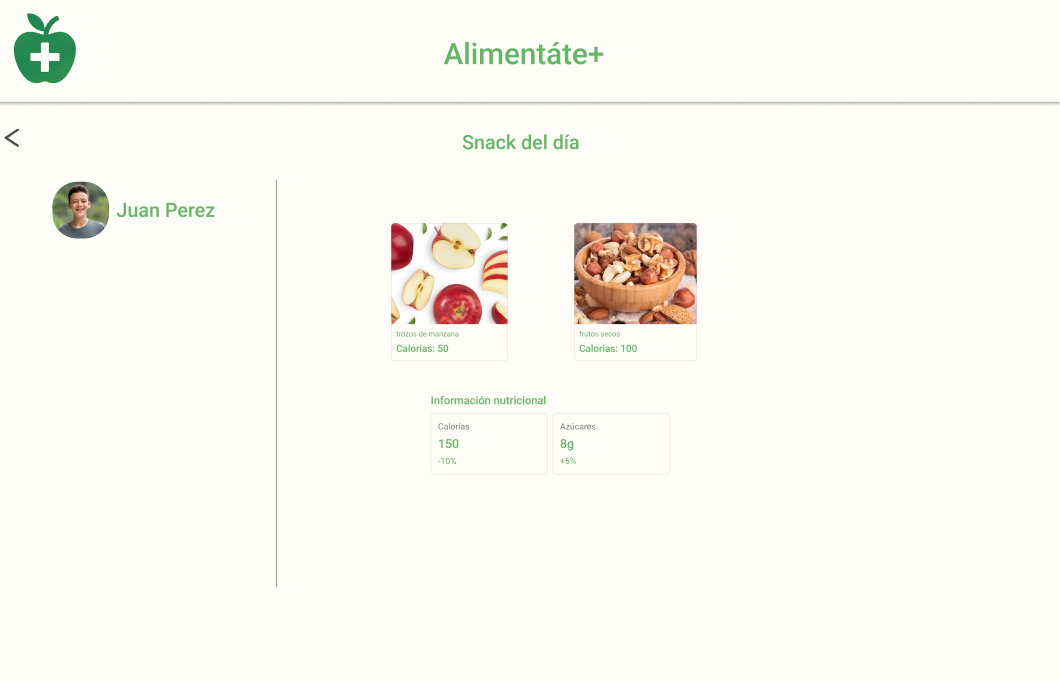 Alimentáte+
Snack del día
Juan Perez
trozos de manzana
Calorias: 50
frutos secos
Calorias: 100
Información nutricional
Calorías
150
-10%
Azúcares
8g
+5%